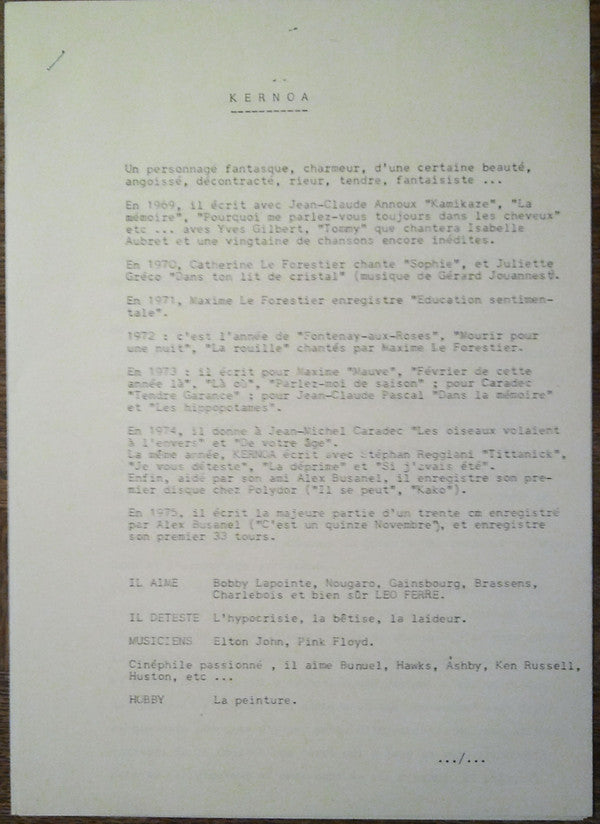 KERNOA
Un personnage fantasque, charmeur, d'une certaine beauté,
angoissé, décontracté, rieur, tendre, fantaisiste ...
En 1969, il écrit avec Jean-Claude Annoux "Kamikaze", "La
mémoire", "Pourquoi me parlez-vous toujours dans les cheveux"
etc ... aves Yves Gilbert, "Tommy" que chantera Isabelle
Aubret et une vingtaine de chansons encore inédites.
En 1970, Catherine Le Forestier chante "Sophie", et Juliette
Gréco "Dans ton lit de cristal" (musique de Gérard Jouannest).
En 1971, Maxime Le Forestier enregistre "Education sentimen-
tale".
1972 : c'est l'année de "Fontenay-aux-Roses", "Mourir pour
une nuit", "La rouille" chantés par Maxime Le Forestier.
En 1973 : il écrit pour Maxime "Mauve", "Février de cette
année là", "Là où", "Parlez-moi de saison" ; pour Caradec
"Tendre Garance" ; pour Jean-Claude Pascal "Dans la mémoire"
et "Les hippopotames".
En 1974, il donne à Jean-Michel Caradec "Les oiseaux volaient
à l'envers" et "De votre âge".
La même année, KERNOA écrit avec Stéphan Reggiani "Tittanick",
"Je vous déteste", "La déprime" et "Si j'avais été".
Enfin, aidé par son ami Alex Busanel, il enregistre son pre-
mier disque chez Polydor ("Il se peut", "Kako").
En 1975, il écrit la majeure partie d'un trente cm enregistré
par Alex Busanel ("C'est un quinze Novembre"), et enregistre
son premier 33 tours.
IL AIME Bobby Lapointe, Nougaro, Gainsbourg, Brassens,
Charlebois et bien sûr LEO FERRE.
IL DETESTE L'hypocrisie, la bêtise, la laideur.
MUSICIENS Elton John, Pink Floyd.
Cinéphile passionné , il aime Bunuel, Hawks, Ashby, Ken Russell,
Huston, etc ...
HOBBY La peinture.
.../...